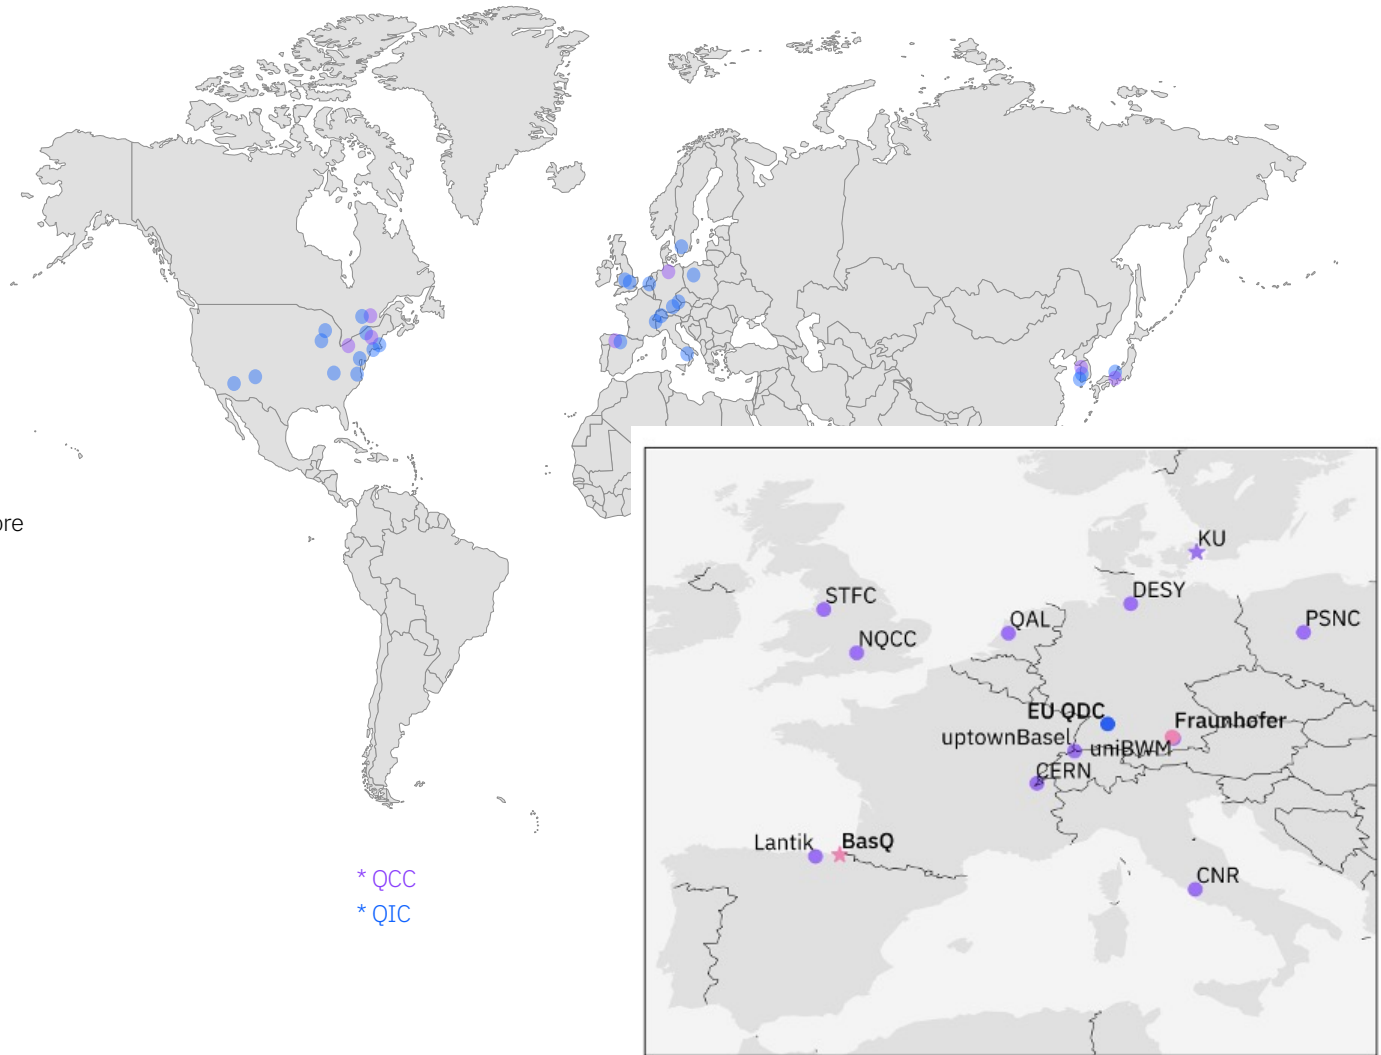 ore
* QCC
* QIC
KU
DESY
STFC
QAL
PSNC
NQCC
EU QDC
Fraunhofer
uptownBasel
uniBWM
CERN
Lantik
BasQ
CNR